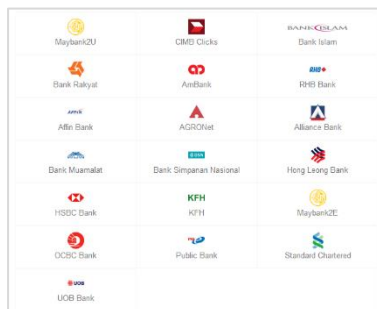 BANK ISLAM
Maybank2U CIMB Clicks Bank Islam
RHB
Bank Rakyat AmBank RHB Bank
Affin Bank AGRONet Alliance Bank
BSN
Bank Muamalat Bank Simpanan Nasional Hong Leong Bank
KFH
HSBC Bank KFH Maybank2E
OCBC Bank Public Bank Standard Chartered
UOB
UOB Bank